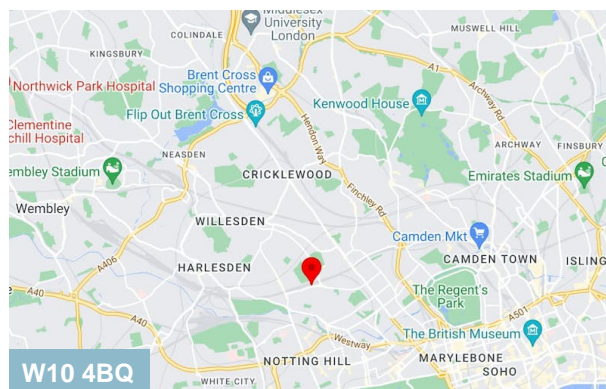 Middlesex
University
London
COLINDALE
MUSWELL HILL
KINGSBURY
A1
Brent Cross
Shopping Centre
Northwick Park Hospital
Kenwood House
Archway Rd
Flip Out Brent Cross
Hendon Way
Clementine
chill Hospital
ARCHWAY
FINSBURY
NEASDEN
embley Stadium
CRICKLEWOOD
Emirates Stadium
Finchley Rd
Wembley
WILLESDEN
Camden Mkt
A406
HARLESDEN
CAMDEN TOWN
ISLING
The Regent's
Park
A40
A501
A40
Westway
The British Museum
NOTTING HILL
MARYLEBONE
SOHO
W10 4BQ
WHITE CITY